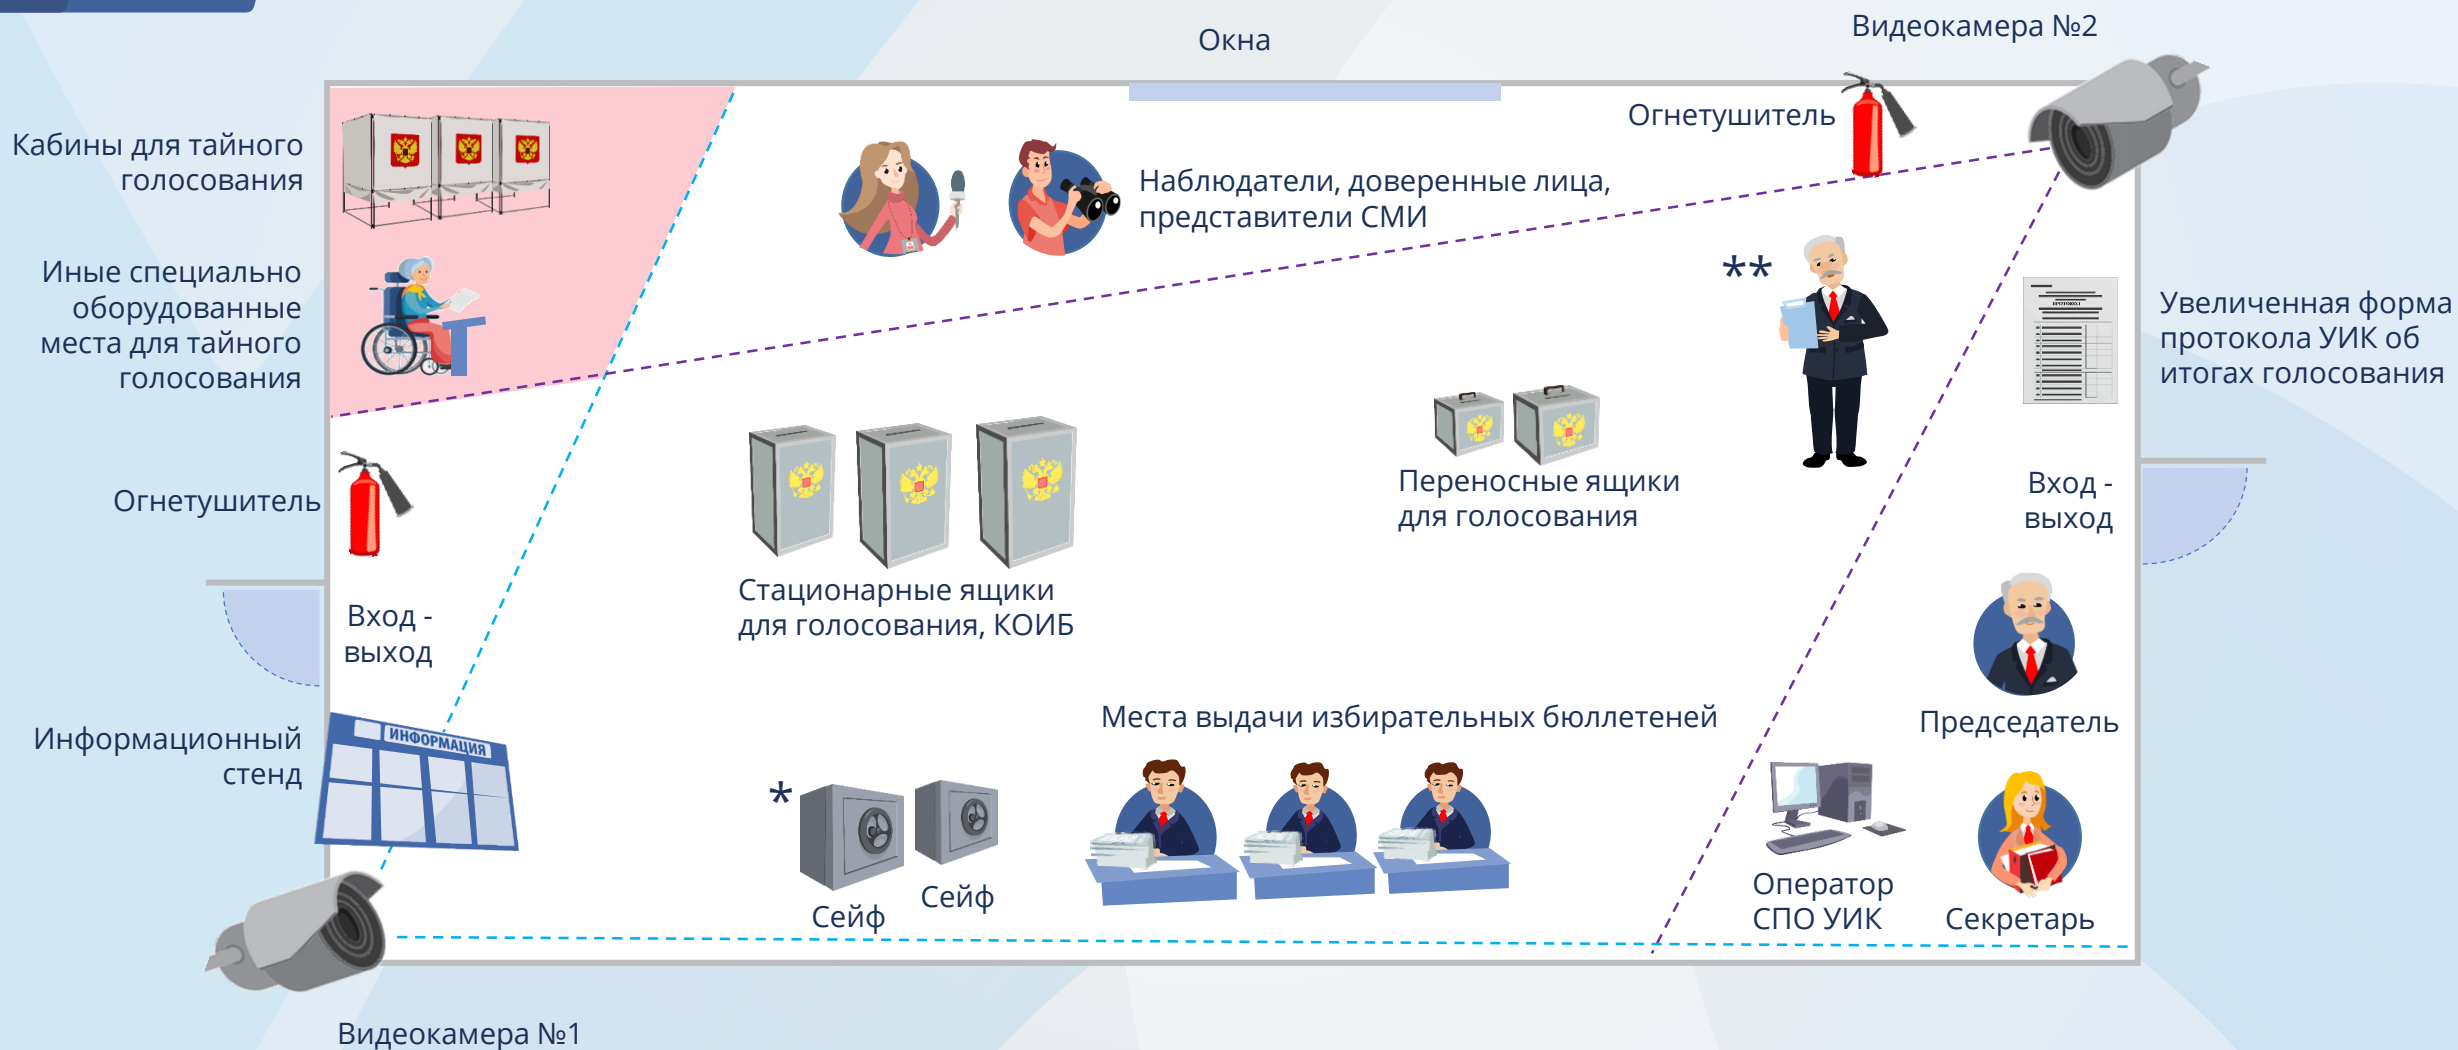 Окна
Видеокамера №2
Огнетушитель
Кабины для тайного
голосования
Наблюдатели, доверенные лица,
представители СМИ
Иные специально
оборудованные
места для тайного
голосования
**
ПРОТОКОЛ
Увеличенная форма
протокола УИК об
итогах голосования
Огнетушитель
Переносные ящики
для голосования
Вход -
выход
Стационарные ящики
для голосования, КОИБ
Вход -
выход
Места выдачи избирательных бюллетеней
Председатель
Информационный
стенд
ИНФОРМАЦИЯ
*
Сейф
Сейф
Оператор
СПО УИК
Секретарь
Видеокамера №1